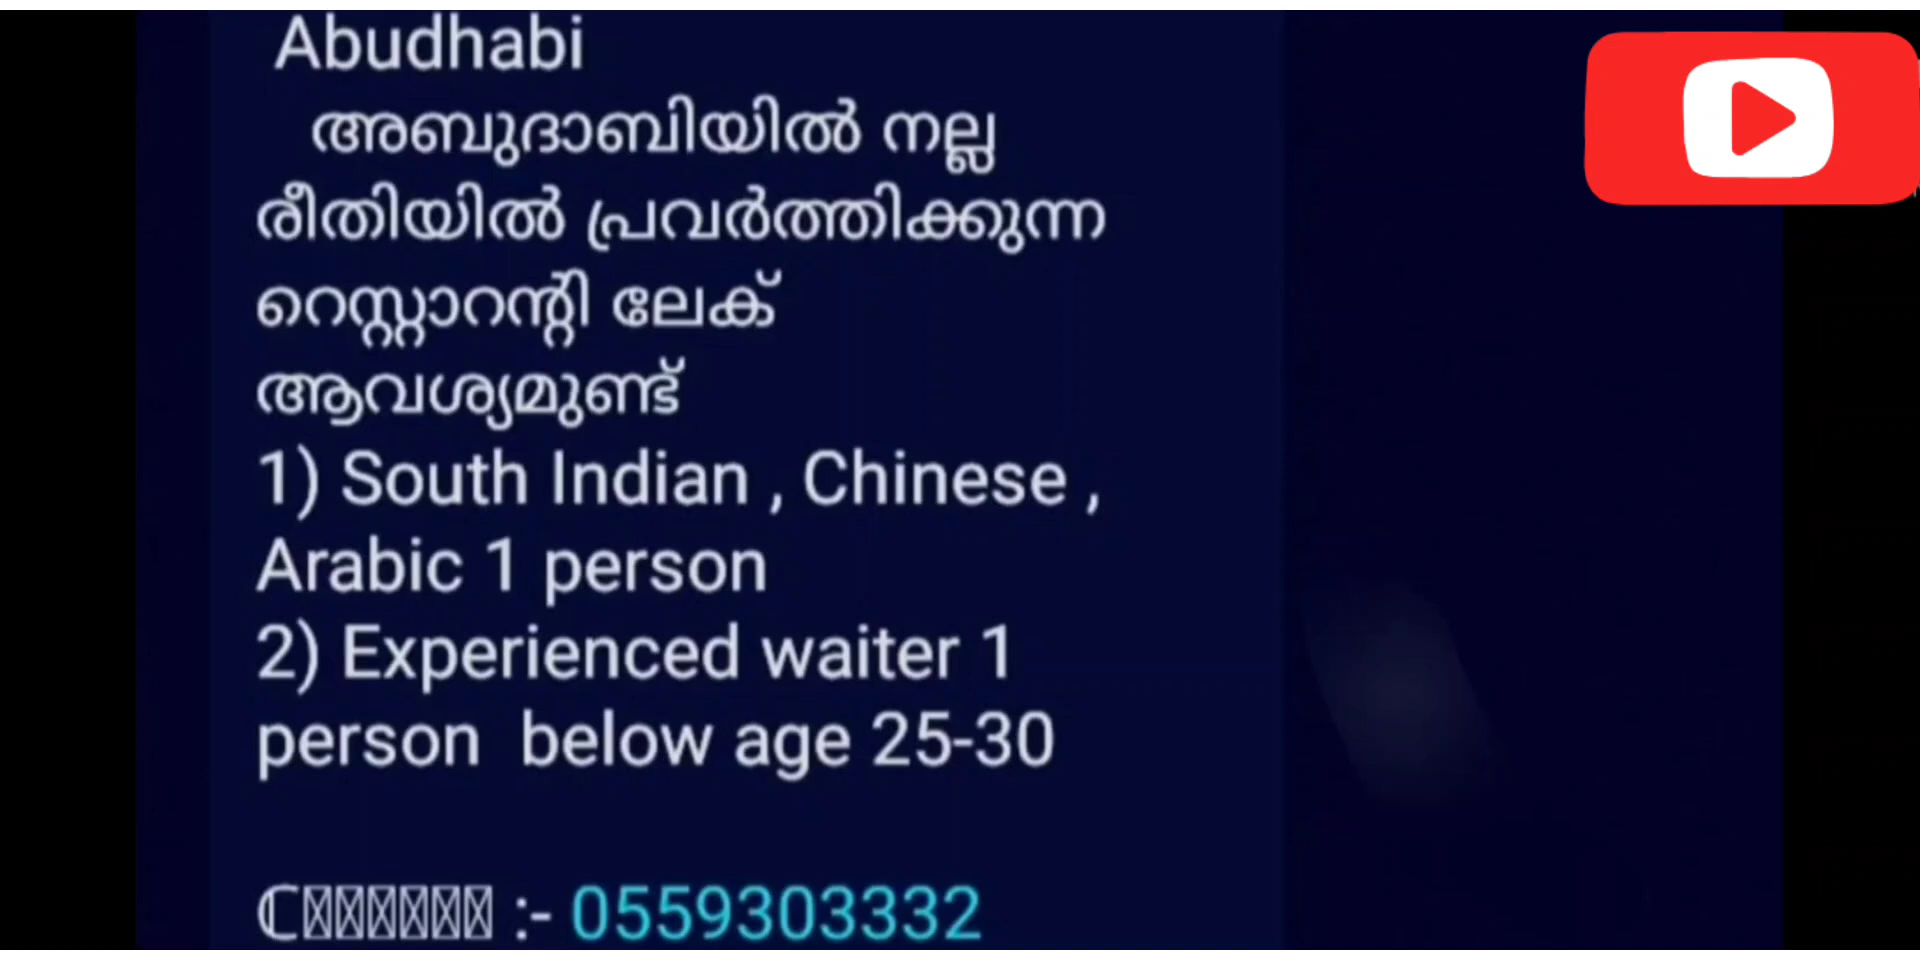 Abudhabi
അബുദാബിയിൽ നല്ല
രീതിയിൽ പ്രവർത്തിക്കുന്ന
റെസ്റ്റാറന്റി ലേക്
ആവശ്യമുണ്ട്
1) South Indian , Chinese ,
Arabic 1 person
2) Experienced waiter 1
person below age 25-30
:- 0559303332